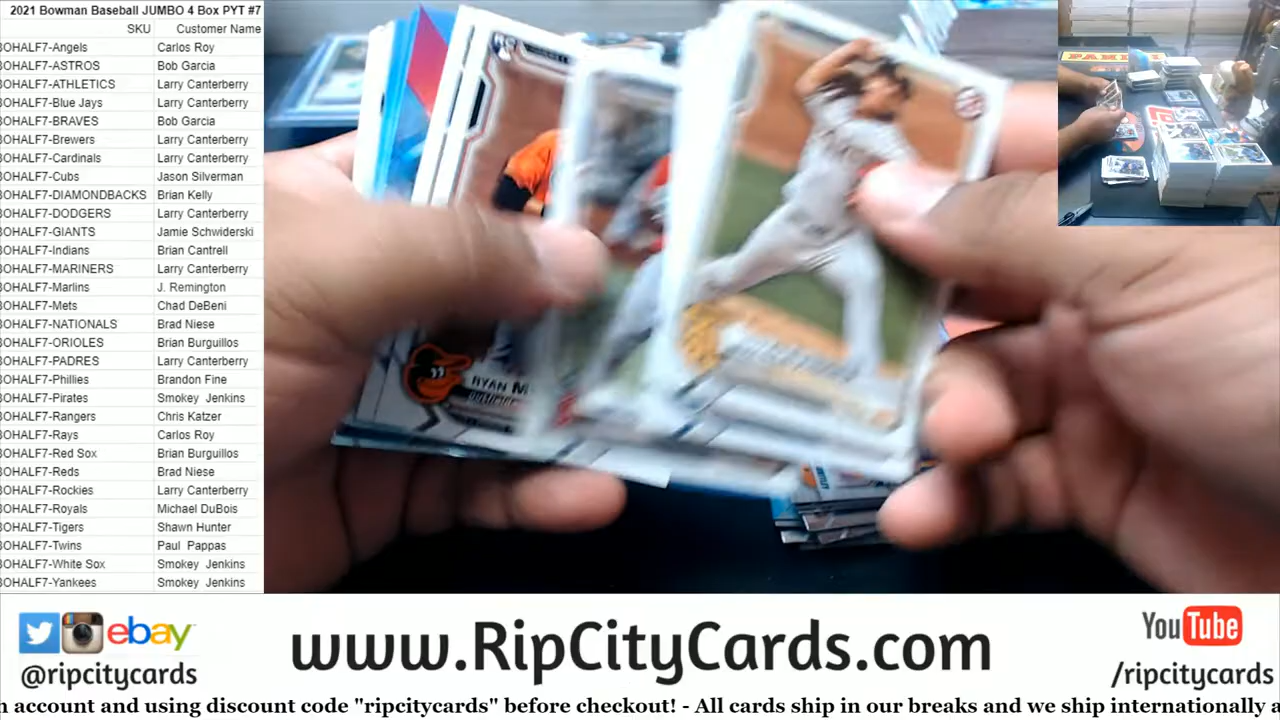 2021 Bowman Baseball JUMBO 4 Box PYT #7
SKU Customer Name
BOHALF7-Angels Carlos Roy
BOHALF7-ASTROS Bob Garcia
BOHALF7-ATHLETICS Larry Canterberry
BOHALF7-Blue Jays Larry Canterberry
BOHALF7-BRAVES Bob Garcia
BOHALF7-Brewers Larry Canterberry
BOHALF7-Cardinals Larry Canterberry
BOHALF7-Cubs Jason Silverman
BOHALF7-DIAMONDBACKS Brian Kelly
BOHALF7-DODGERS Larry Canterberry
BOHALF7-GIANTS Jamie Schwiderski
BOHALF7-Indians Brian Cantrell
BOHALF7-MARINERS Larry Canterberry
BOHALF7-Marlins J. Remington
BOHALF7-Mets Chad DeBeni
BOHALF7-NATIONALS Brad Niese
BOHALF7-ORIOLES Brian Burguillos
BOHALF7-PADRES Larry Canterberry
BOHALF7-Phillies Brandon Fine
BOHALF7-Pirates Smokey Jenkins
BOHALF7-Rangers Chris Katzer
BOHALF7-Rays Carlos Roy
BOHALF7-Red Sox Brian Burguillos
BOHALF7-Reds Brad Niese
BOHALF7-Rockies Larry Canterberry
BOHALF7-Royals Michael DuBois
BOHALF7-Tigers Shawn Hunter
BOHALF7-Twins Paul Pappas
BOHALF7-White Sox Smokey Jenkins
BOHALF7-Yankees Smokey Jenkins
RYAN M
PANINI
ebay
@ripcitycards
www.RipCityCards.com
YouTube
/ripcitycards
n account and using discount code "ripcitycards" before checkout! - All cards ship in our breaks and we ship internationally a